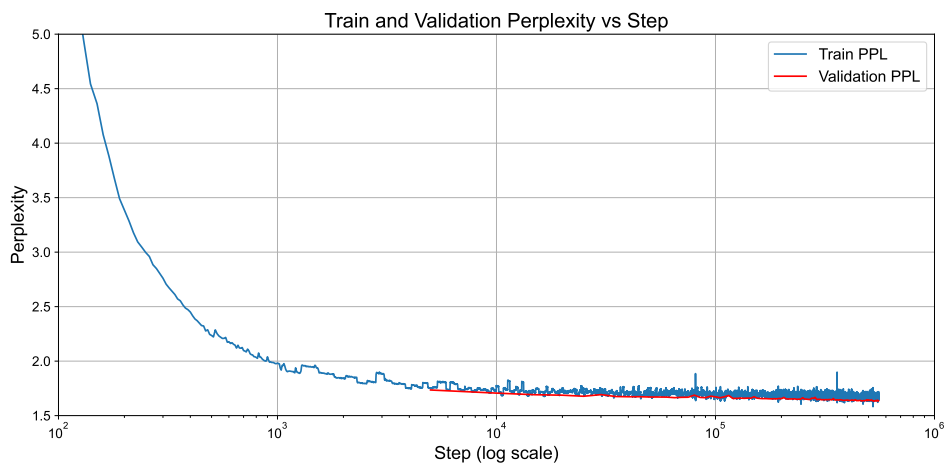 Train and Validation Perplexity vs Step
5.0
4.5
4.0
3.5
3.0
2.5
2.0
1.5
Perplexity
Train PPL
Validation PPL
10²
10³
10⁴
10⁵
10⁶
Step (log scale)